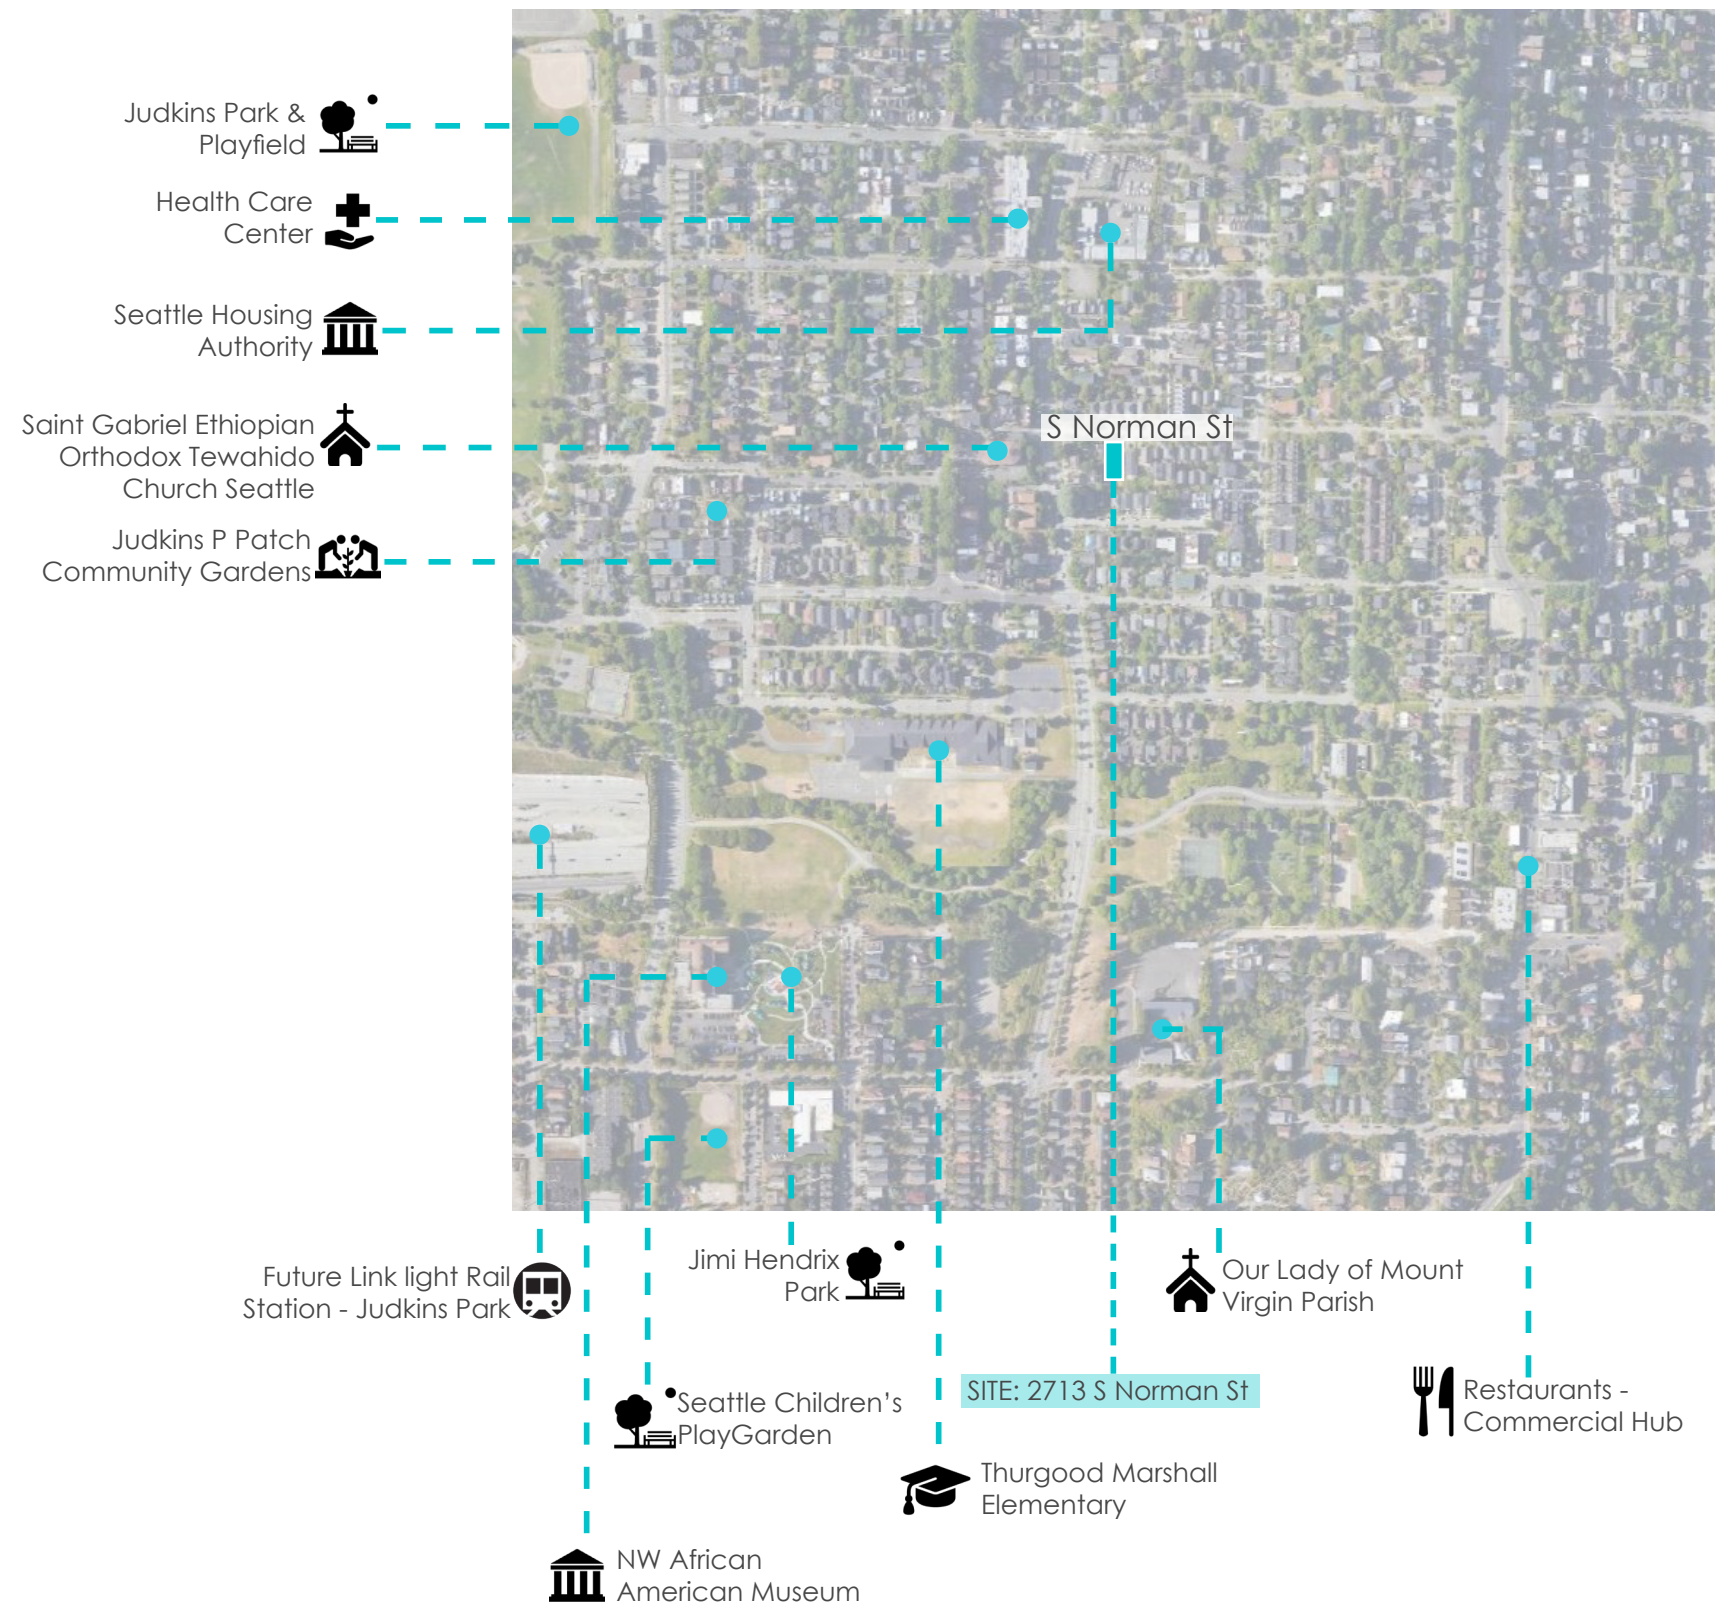 Judkins Park &
Playfield
Health Care
Center
Seattle Housing
Authority
Saint Gabriel Ethiopian
Orthodox Tewahido
Church Seattle
Judkins P Patch
Community Gardens
S Norman St
Future Link light Rail
Station - Judkins Park
Jimi Hendrix
Park
Our Lady of Mount
Virgin Parish
Seattle Children's
PlayGarden
SITE: 2713 S Norman St
Restaurants -
Commercial Hub
Thurgood Marshall
Elementary
NW African
American Museum